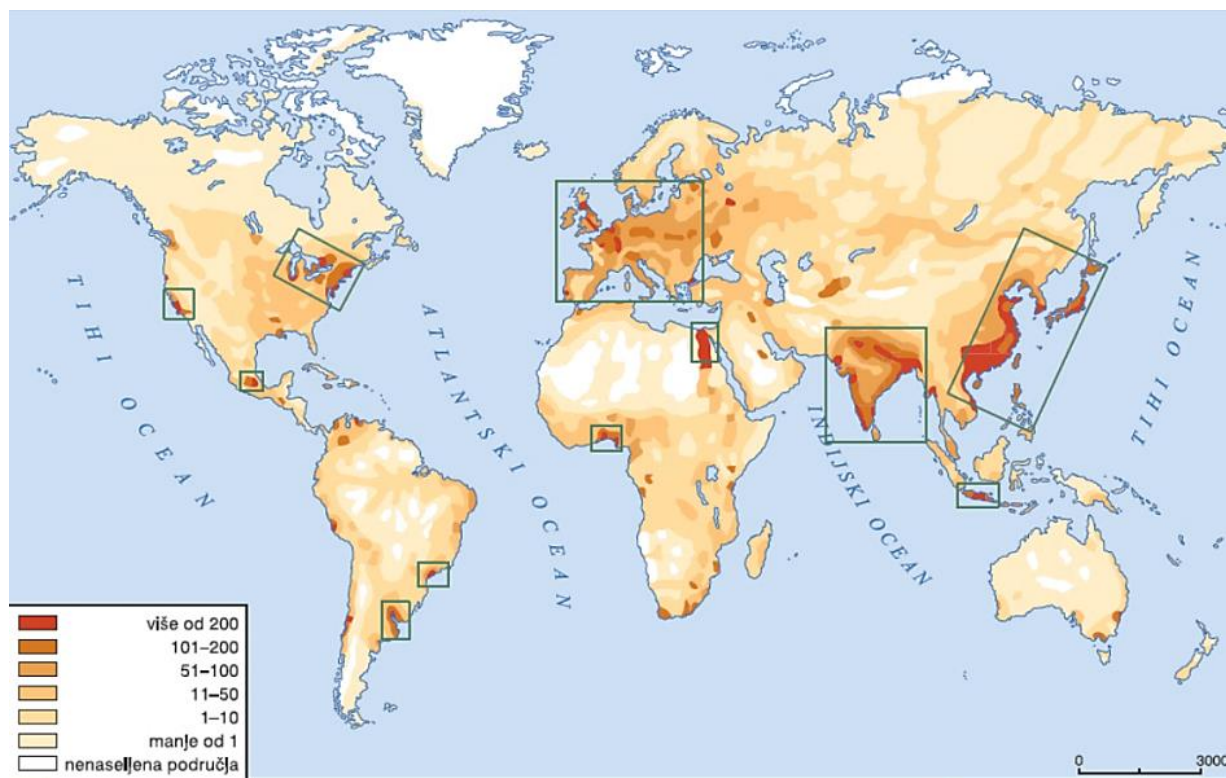 TIHI OCEAN
ATLANTSKI OCEAN
INDIJSKI OCEAN
TIHI OCEAN
više od 200
101–200
51–100
11–50
1–10
manje od 1
nenaseljena područja
0 3000